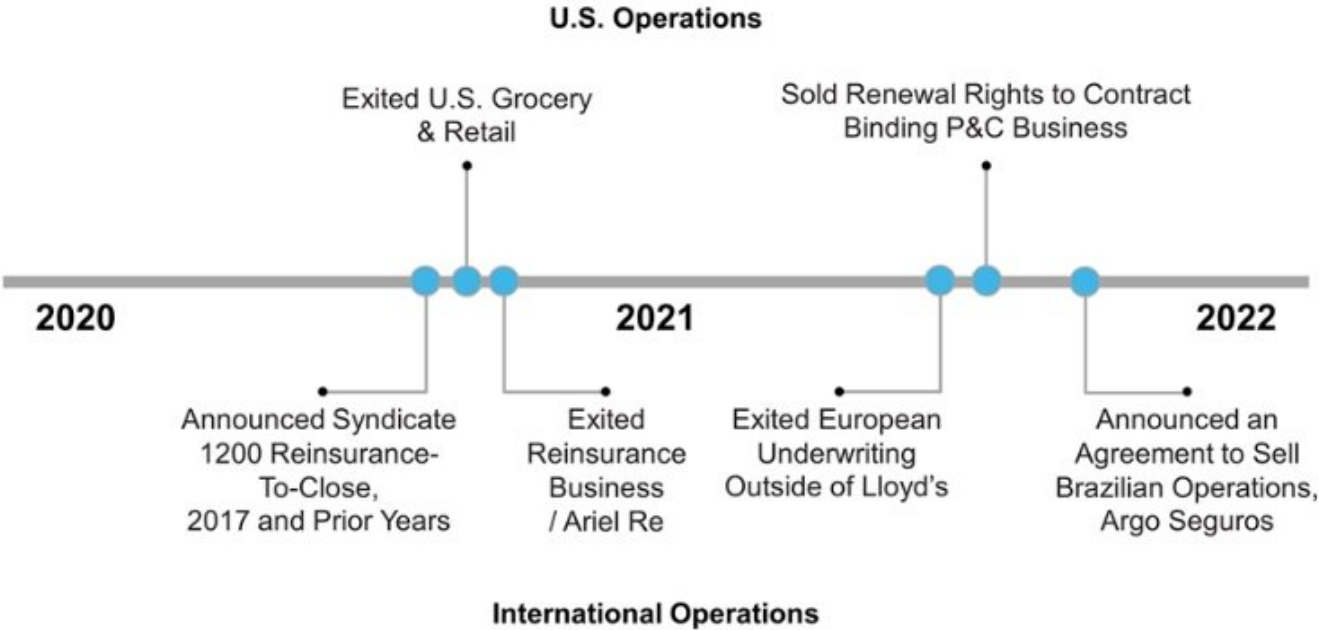 U.S. Operations
Exited U.S. Grocery
& Retail
Sold Renewal Rights to Contract
Binding P&C Business
2020
2021
2022
Announced Syndicate
1200 Reinsurance-
To-Close,
2017 and Prior Years
Exited
Reinsurance
Business
/ Ariel Re
Exited European
Underwriting
Outside of Lloyd’s
Announced an
Agreement to Sell
Brazilian Operations,
Argo Seguros
International Operations